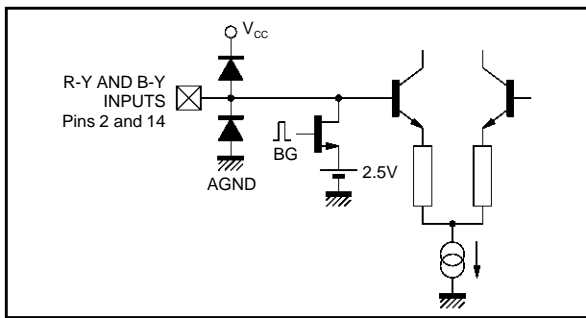 VCC
R-Y AND B-Y
INPUTS
Pins 2 and 14
BG
2.5V
AGND